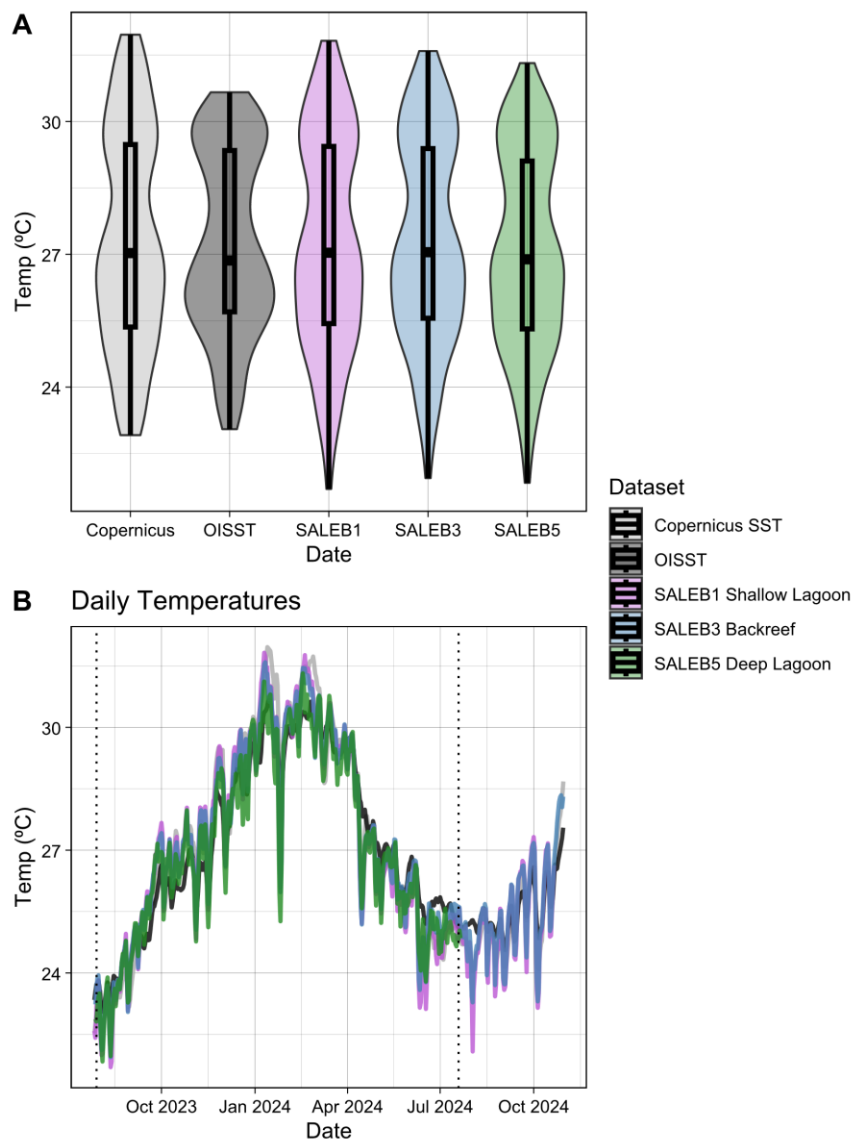 A
Temp (ºC)
30
27
24
Copernicus OISST SALEB1 SALEB3 SALEB5
Date
Dataset
Copernicus SST
OISST
SALEB1 Shallow Lagoon
SALEB3 Backreef
SALEB5 Deep Lagoon
B Daily Temperatures
Temp (ºC)
30
27
24
Oct 2023 Jan 2024 Apr 2024 Jul 2024 Oct 2024
Date